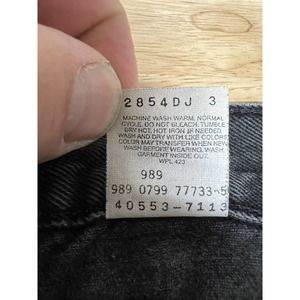 2854DJ 3
MACHINE WASH WARM, NORMAL
CYCLE. DO NOT BLEACH. TUMBLE
DRY HOT. HOT IRON IF NEEDED.
WASH AND DRY WITH LIKE COLORS.
COLOR MAY TRANSFER WHEN NEW.
WASH BEFORE WEARING. WASH
GARMENT INSIDE OUT.
WPL 423
989
989 0799 77733-5
40553-7113